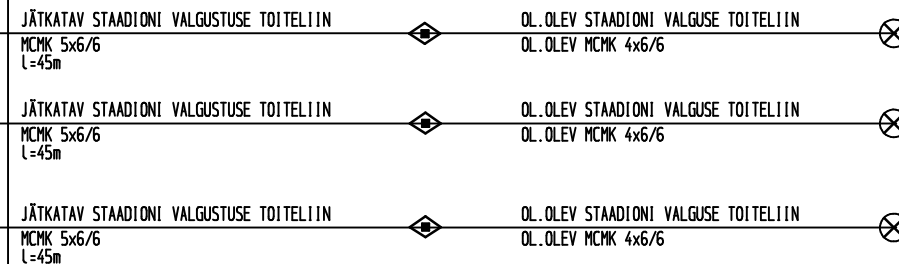 JÄTKATAV STAADIONI VALGUSTUSE TOITELIIN
MCMK 5x6/6
l=45m
OL.OLEV STAADIONI VALGUSE TOITELIIN
OL.OLEV MCMK 4x6/6
JÄTKATAV STAADIONI VALGUSTUSE TOITELIIN
MCMK 5x6/6
l=45m
OL.OLEV STAADIONI VALGUSE TOITELIIN
OL.OLEV MCMK 4x6/6
JÄTKATAV STAADIONI VALGUSTUSE TOITELIIN
MCMK 5x6/6
l=45m
OL.OLEV STAADIONI VALGUSE TOITELIIN
OL.OLEV MCMK 4x6/6